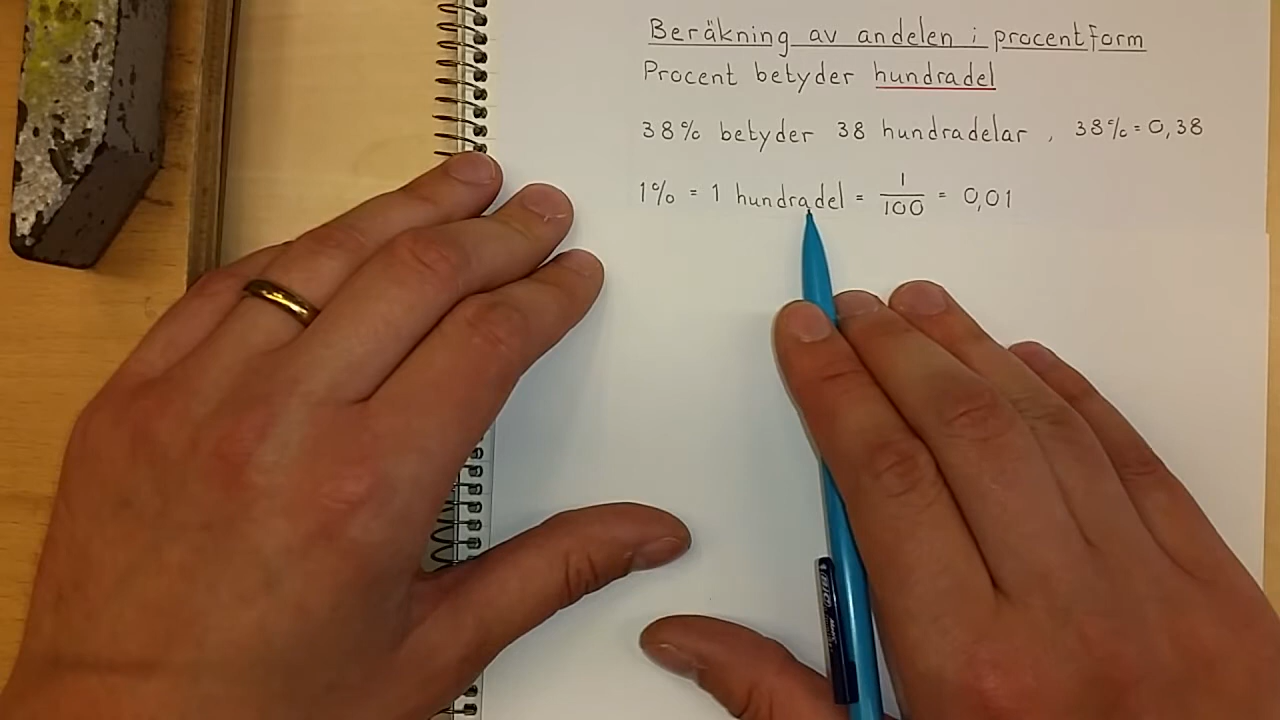 Beräkning av andelen i procentform
Procent betyder hundradel
38% betyder 38 hundradelar , 38% = 0,38
1% = 1 hundradel = 1/100 = 0,01